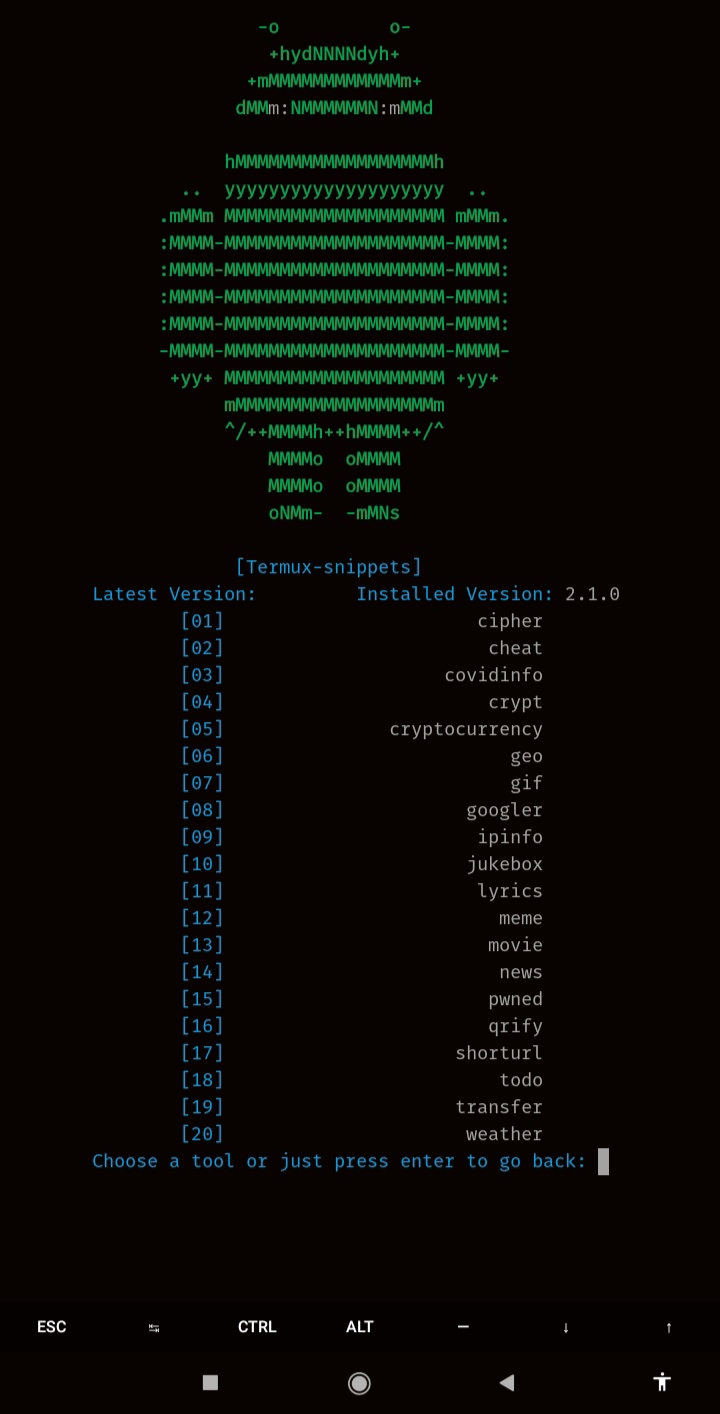 -o          o-
+hydNNNNdyh+
+mMMMMMMMMMMMMm+
dMMm:NMMMMMMN:mMMd
hMMMMMMMMMMMMMMMMMMh
..  yyyyyyyyyyyyyyyyyyyy  ..
.mMMm MMMMMMMMMMMMMMMMMMMM mMMm.
:MMMM-MMMMMMMMMMMMMMMMMMMM-MMMM:
:MMMM-MMMMMMMMMMMMMMMMMMMM-MMMM:
:MMMM-MMMMMMMMMMMMMMMMMMMM-MMMM:
:MMMM-MMMMMMMMMMMMMMMMMMMM-MMMM:
-MMMM-MMMMMMMMMMMMMMMMMMMM-MMMM-
+yy+ MMMMMMMMMMMMMMMMMMMM +yy+
mMMMMMMMMMMMMMMMMMMm
^/++MMMMh++hMMMM++/^
MMMMo  oMMMM
MMMMo  oMMMM
oNMm-  -mMNs
[Termux-snippets]
Latest Version:         Installed Version: 2.1.0
[01] cipher
[02] cheat
[03] covidinfo
[04] crypt
[05] cryptocurrency
[06] geo
[07] gif
[08] googler
[09] ipinfo
[10] jukebox
[11] lyrics
[12] meme
[13] movie
[14] news
[15] pwned
[16] qrify
[17] shorturl
[18] todo
[19] transfer
[20] weather
Choose a tool or just press enter to go back:
ESC ↹ CTRL ALT — ↓ ↑